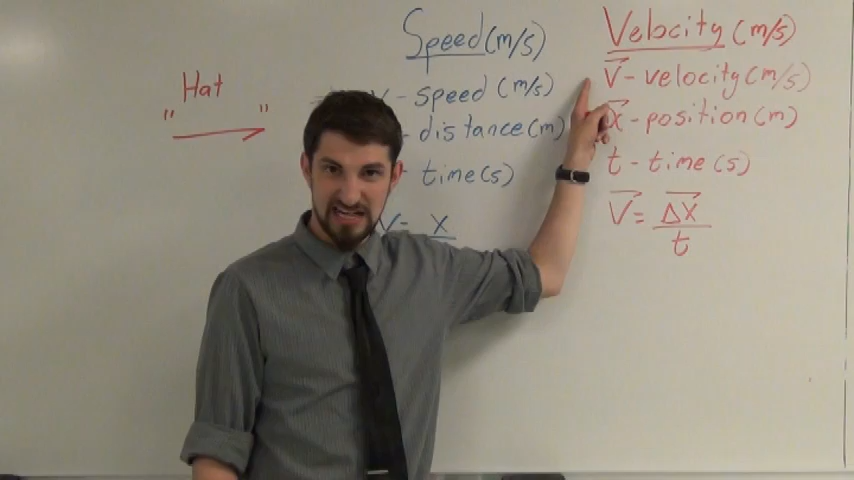 Hat
"→"
Speed (m/s)
v - speed (m/s)
- distance (m)
- time (s)
V = x
Velocity (m/s)
v⃗ - velocity (m/s)
x⃗ - position (m)
t - time (s)
V⃗ = Δx⃗
t